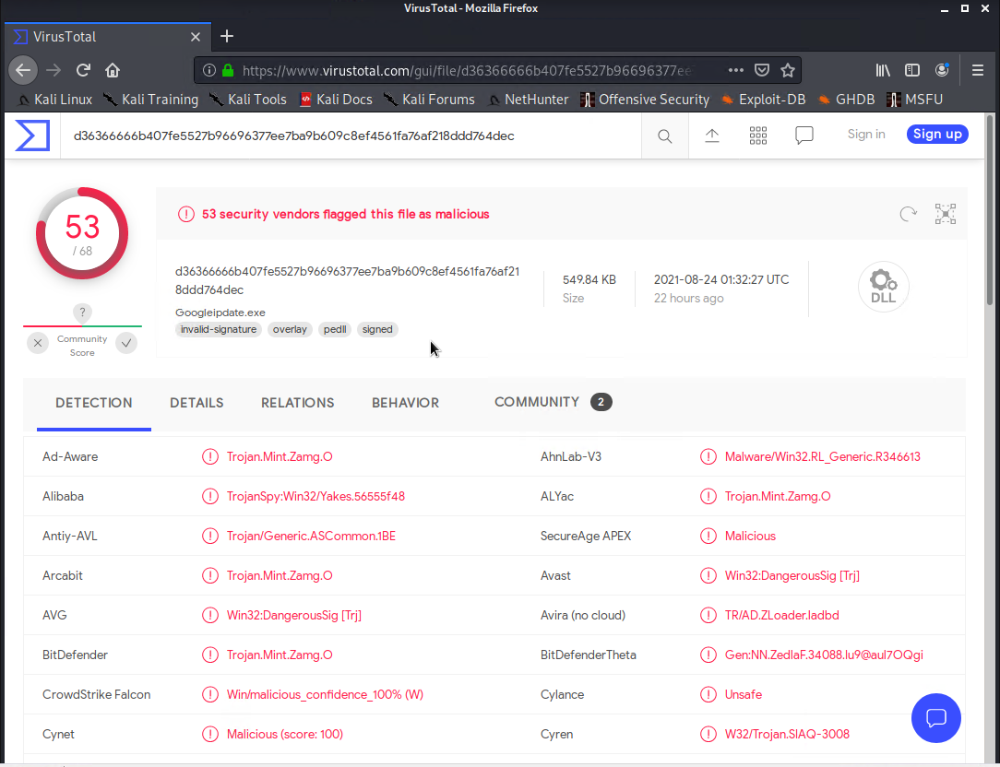 VirusTotal - Mozilla Firefox
VirusTotal
https://www.virustotal.com/gui/file/d36366666b407fe5527b96696377ee
Kali Linux Kali Training Kali Tools Kali Docs Kali Forums NetHunter Offensive Security Exploit-DB GHDB MSFU
d36366666b407fe5527b96696377ee7ba9b609c8ef4561fa76af218ddd764dec Sign in Sign up
53
/ 68
?
Community
Score
53 security vendors flagged this file as malicious
d36366666b407fe5527b96696377ee7ba9b609c8ef4561fa76af21
8ddd764dec
Googleipdate.exe
invalid-signature overlay pedll signed
549.84 KB
Size
2021-08-24 01:32:27 UTC
22 hours ago
DLL
DETECTION DETAILS RELATIONS BEHAVIOR COMMUNITY 2
Ad-Aware Trojan.Mint.Zamg.O AhnLab-V3 Malware/Win32.RL_Generic.R346613
Alibaba TrojanSpy:Win32/Yakes.56555f48 ALYac Trojan.Mint.Zamg.O
Antiy-AVL Trojan/Generic.ASCommon.1BE SecureAge APEX Malicious
Arcabit Trojan.Mint.Zamg.O Avast Win32:DangerousSig [Trj]
AVG Win32:DangerousSig [Trj] Avira (no cloud) TR/AD.ZLoader.ladbd
BitDefender Trojan.Mint.Zamg.O BitDefenderTheta Gen:NN.ZedlaF.34088.lu9@aul7OQgi
CrowdStrike Falcon Win/malicious_confidence_100% (W) Cylance Unsafe
Cynet Malicious (score: 100) Cyren W32/Trojan.SIAQ-3008